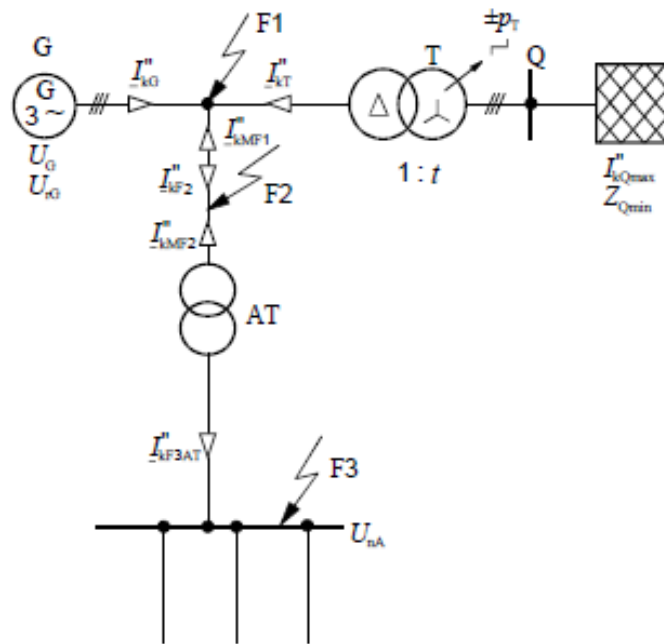 F1
±pT
G
T
Q
G
3 ~
I"kG
I"kT
I"kMF1
UG
UrG
I"kF2
F2
1 : t
I"kQmax
ZQmin
I"kMF2
AT
I"kF3AT
F3
UnA